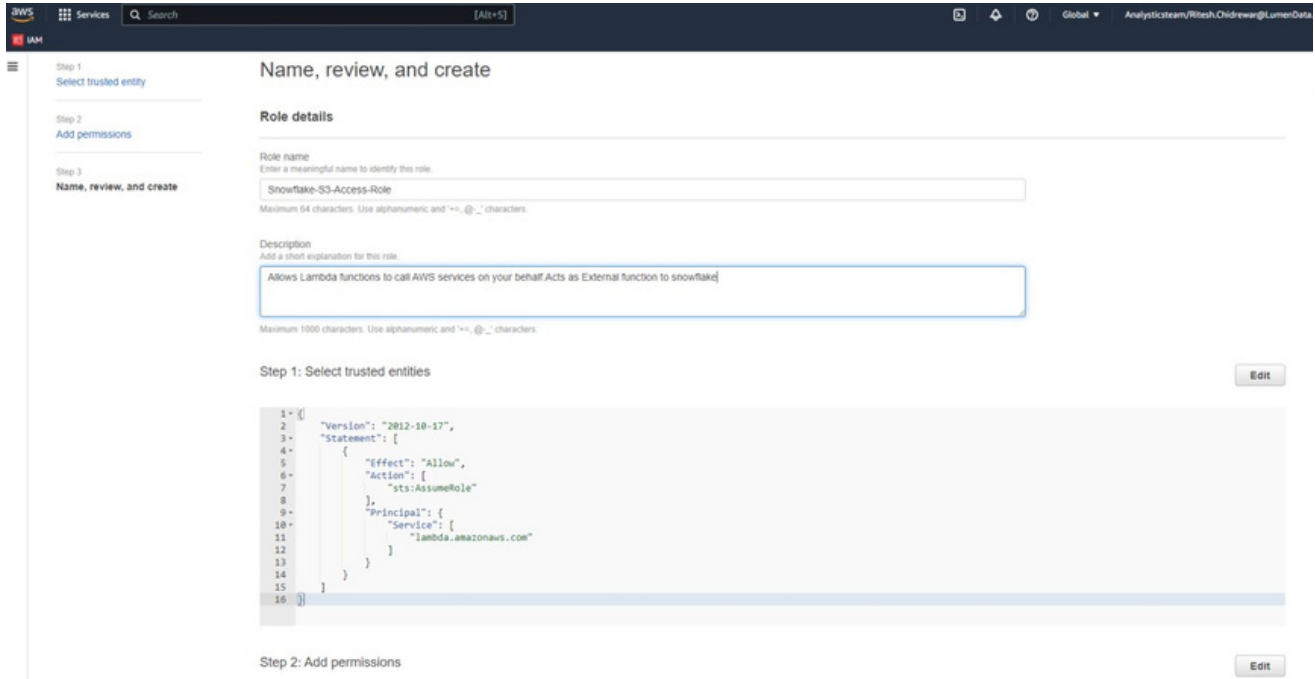 aws
Services
Search
[Alt+S]
Global
Analysticsteam/Ritesh.Chidrewar@LumenData.
IAM
Step 1
Select trusted entity
Step 2
Add permissions
Step 3
Name, review, and create
Name, review, and create
Role details
Role name
Enter a meaningful name to identify this role.
Snowflake-S3-Access-Role
Maximum 64 characters. Use alphanumeric and '+=,.@-_' characters.
Description
Add a short explanation for this role.
Allows Lambda functions to call AWS services on your behalf.Acts as External function to snowflake
Maximum 1000 characters. Use alphanumeric and '+=,.@-_' characters.
Step 1: Select trusted entities
Edit
1 {
2 "Version": "2012-10-17",
3 "Statement": [
4 {
5 "Effect": "Allow",
6 "Action": [
7 "sts:AssumeRole"
8 ],
9 "Principal": {
10 "Service": [
11 "lambda.amazonaws.com"
12 ]
13 }
14 }
15 ]
16 }
Step 2: Add permissions
Edit